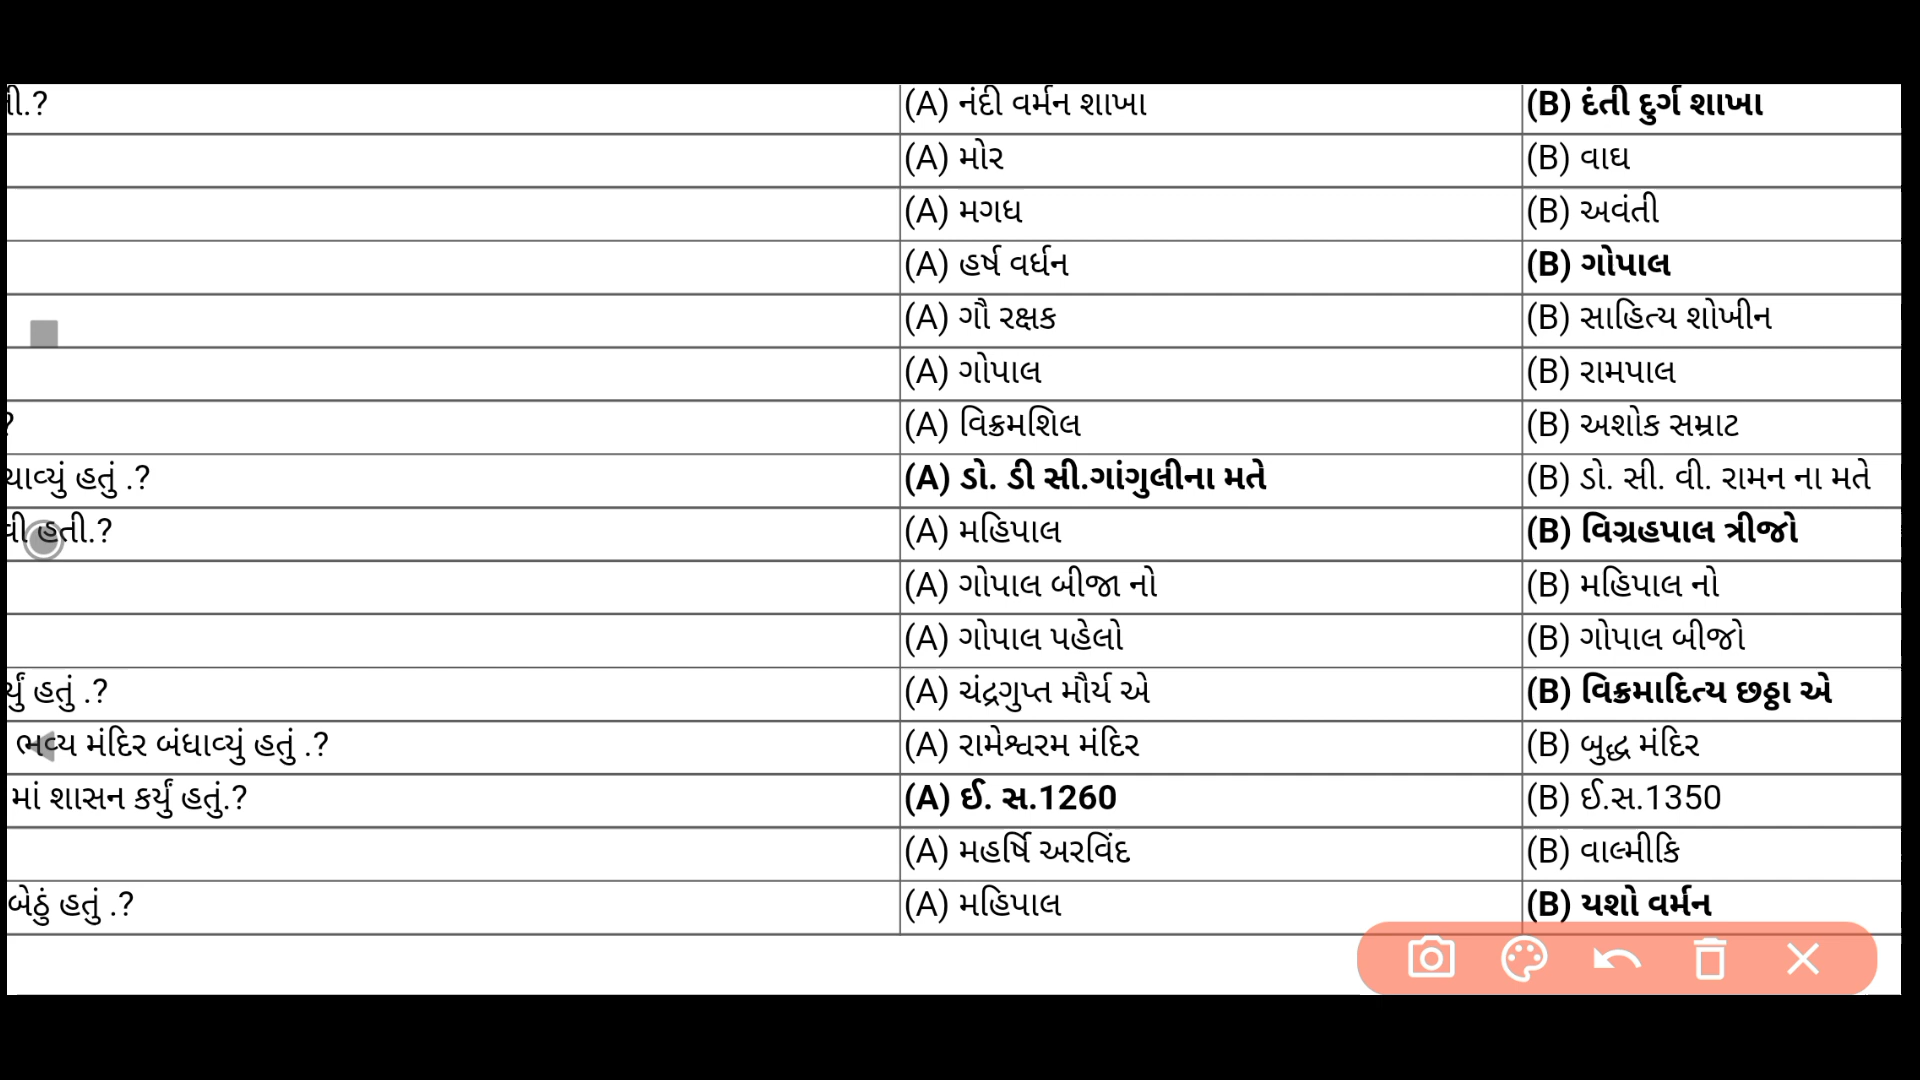 તી.? (A) નંદી વર્મન શાખા (B) દંતી દુર્ગ શાખા
(A) મોર (B) વાઘ
(A) મગધ (B) અવંતી
(A) હર્ષ વર્ધન (B) ગોપાલ
(A) ગૌ રક્ષક (B) સાહિત્ય શોખીન
(A) ગોપાલ (B) રામપાલ
? (A) વિક્રમશિલ (B) અશોક સમ્રાટ
હતું .? (A) ડો. ડી સી.ગાંગુલીના મતે (B) ડો. સી. વી. રામન ના મતે
હતી.? (A) મહિપાલ (B) વિગ્રહપાલ ત્રીજો
(A) ગોપાલ બીજા નો (B) મહિપાલ નો
(A) ગોપાલ પહેલો (B) ગોપાલ બીજો
હતું .? (A) ચંદ્રગુપ્ત મૌર્ય એ (B) વિક્રમાદિત્ય છઠ્ઠા એ
ભવ્ય મંદિર બંધાવ્યું હતું .? (A) રામેશ્વરમ મંદિર (B) બુદ્ધ મંદિર
માં શાસન કર્યું હતું.? (A) ઈ. સ.1260 (B) ઈ.સ.1350
(A) મહર્ષિ અરવિંદ (B) વાલ્મીકિ
બેઠું હતું .? (A) મહિપાલ (B) યશો વર્મન